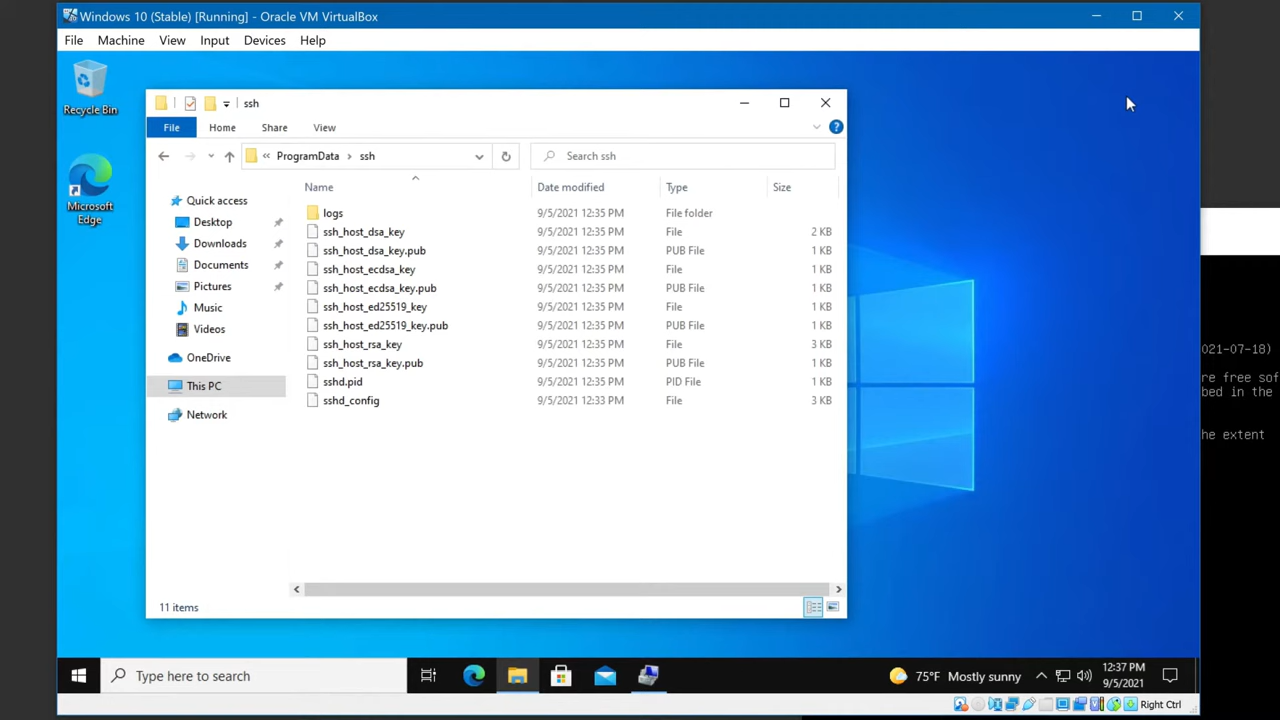 Windows 10 (Stable) [Running] - Oracle VM VirtualBox
File Machine View Input Devices Help
Recycle Bin
Microsoft
Edge
ssh
File Home Share View
« ProgramData › ssh
Search ssh
Name Date modified Type Size
Quick access
Desktop
Downloads
Documents
Pictures
Music
Videos
OneDrive
This PC
Network
logs 9/5/2021 12:35 PM File folder
ssh_host_dsa_key 9/5/2021 12:35 PM File 2 KB
ssh_host_dsa_key.pub 9/5/2021 12:35 PM PUB File 1 KB
ssh_host_ecdsa_key 9/5/2021 12:35 PM File 1 KB
ssh_host_ecdsa_key.pub 9/5/2021 12:35 PM PUB File 1 KB
ssh_host_ed25519_key 9/5/2021 12:35 PM File 1 KB
ssh_host_ed25519_key.pub 9/5/2021 12:35 PM PUB File 1 KB
ssh_host_rsa_key 9/5/2021 12:35 PM File 3 KB
ssh_host_rsa_key.pub 9/5/2021 12:35 PM PUB File 1 KB
sshd.pid 9/5/2021 12:35 PM PID File 1 KB
sshd_config 9/5/2021 12:33 PM File 3 KB
11 items
021-07-18)
re free sof
bed in the
he extent
Type here to search
75°F Mostly sunny
12:37 PM
9/5/2021
Right Ctrl